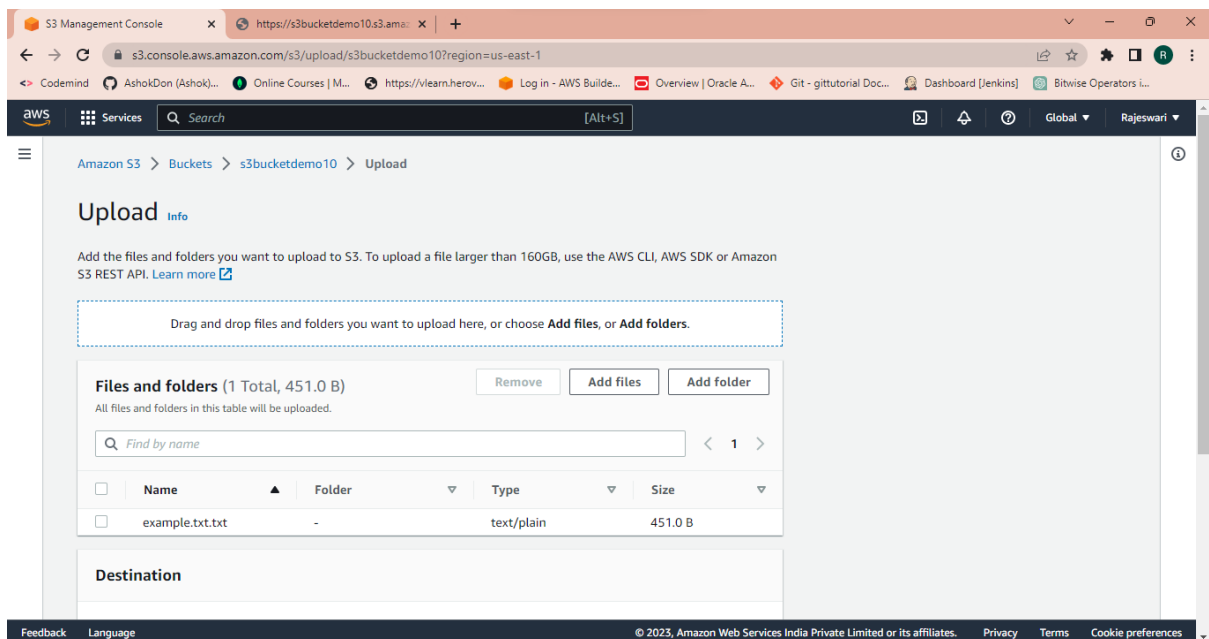 S3 Management Console
https://s3bucketdemo10.s3.amaz
s3.console.aws.amazon.com/s3/upload/s3bucketdemo10?region=us-east-1
R
Codemind AshokDon (Ashok)... Online Courses | M... https://vlearn.herov... Log in - AWS Builde... Overview | Oracle A... Git - gittutorial Doc... Dashboard [Jenkins] Bitwise Operators i...
aws Services Search [Alt+S] Global Rajeswari
Amazon S3 > Buckets > s3bucketdemo10 > Upload
Upload Info
Add the files and folders you want to upload to S3. To upload a file larger than 160GB, use the AWS CLI, AWS SDK or Amazon
S3 REST API. Learn more
Drag and drop files and folders you want to upload here, or choose Add files, or Add folders.
Files and folders (1 Total, 451.0 B) Remove Add files Add folder
All files and folders in this table will be uploaded.
Find by name < 1 >
Name Folder Type Size
example.txt.txt - text/plain 451.0 B
Destination
Feedback Language © 2023, Amazon Web Services India Private Limited or its affiliates. Privacy Terms Cookie preferences